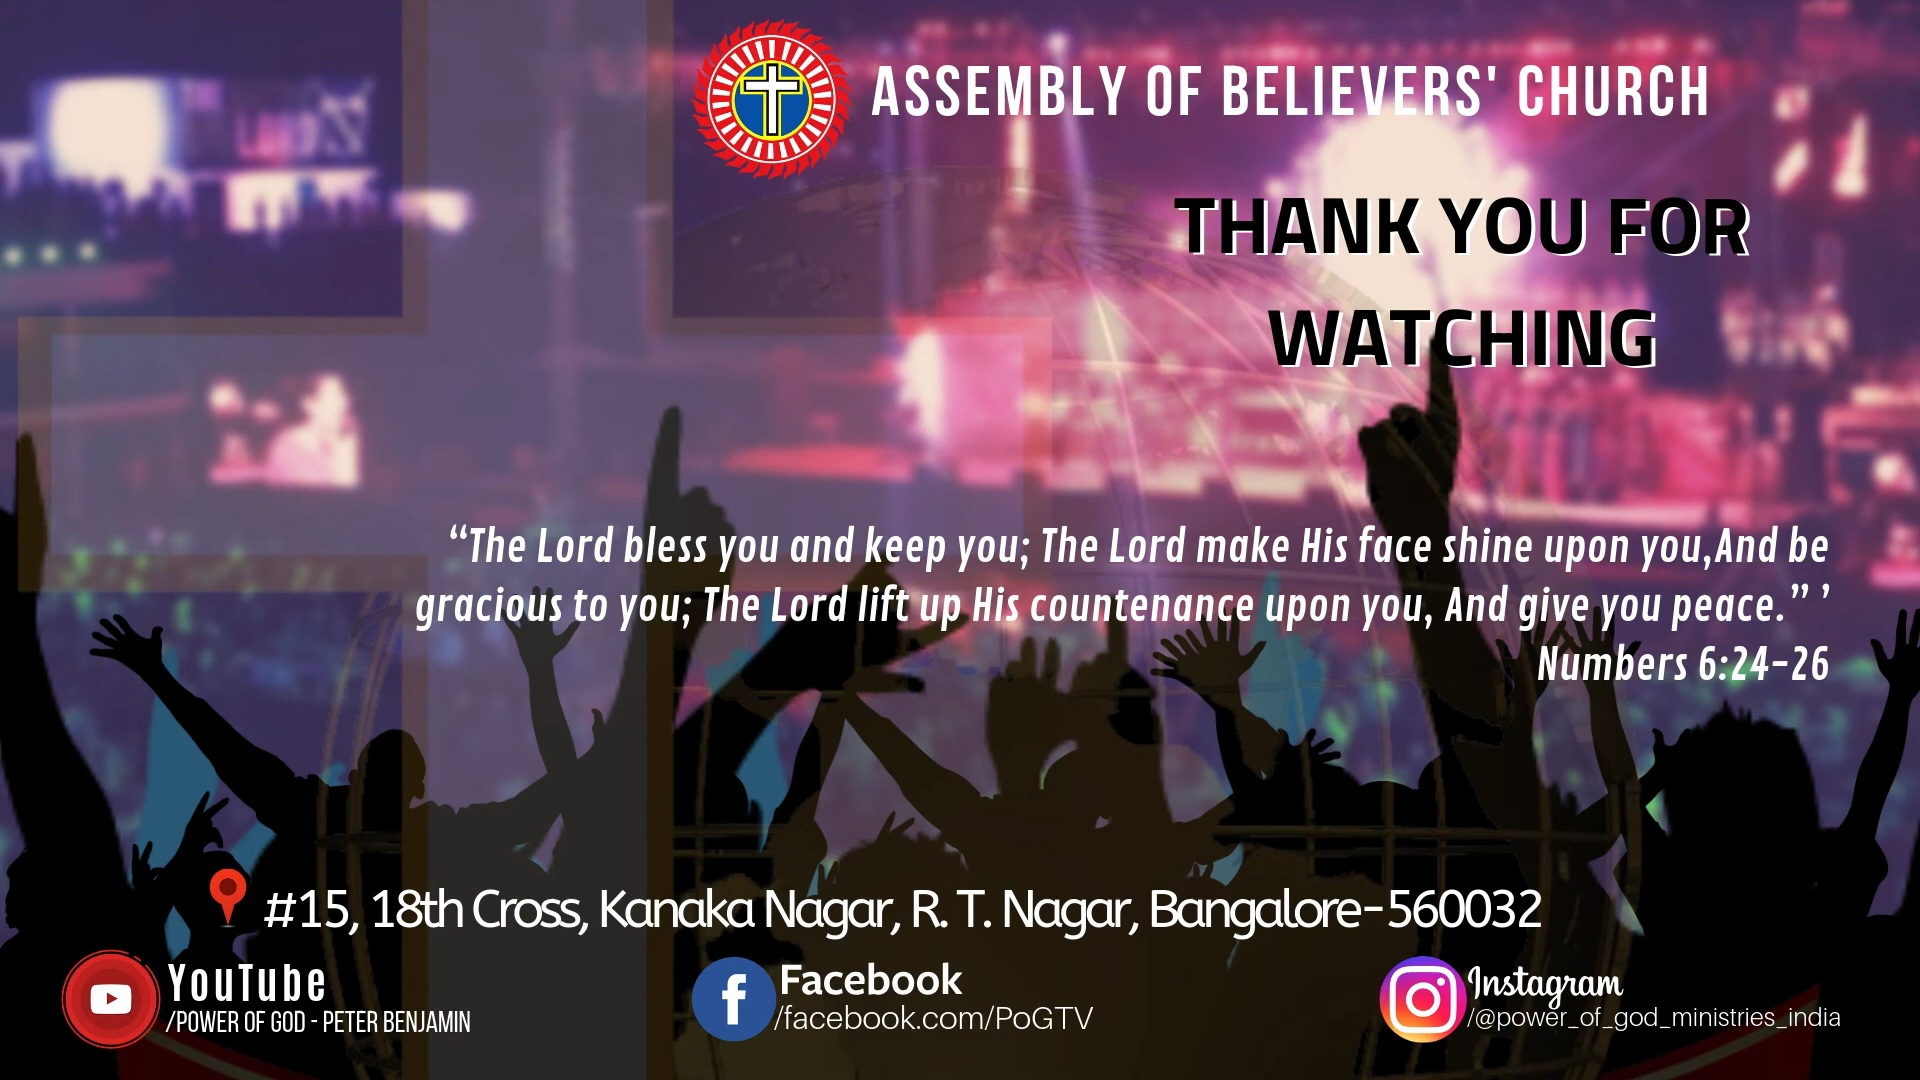 ASSEMBLY OF BELIEVERS' CHURCH
THANK YOU FOR
WATCHING
“The Lord bless you and keep you; The Lord make His face shine upon you,And be
gracious to you; The Lord lift up His countenance upon you, And give you peace.” ’
Numbers 6:24-26
#15, 18th Cross, Kanaka Nagar, R. T. Nagar, Bangalore-560032
YouTube
/POWER OF GOD - PETER BENJAMIN
Facebook
/facebook.com/PoGTV
Instagram
/@power_of_god_ministries_india